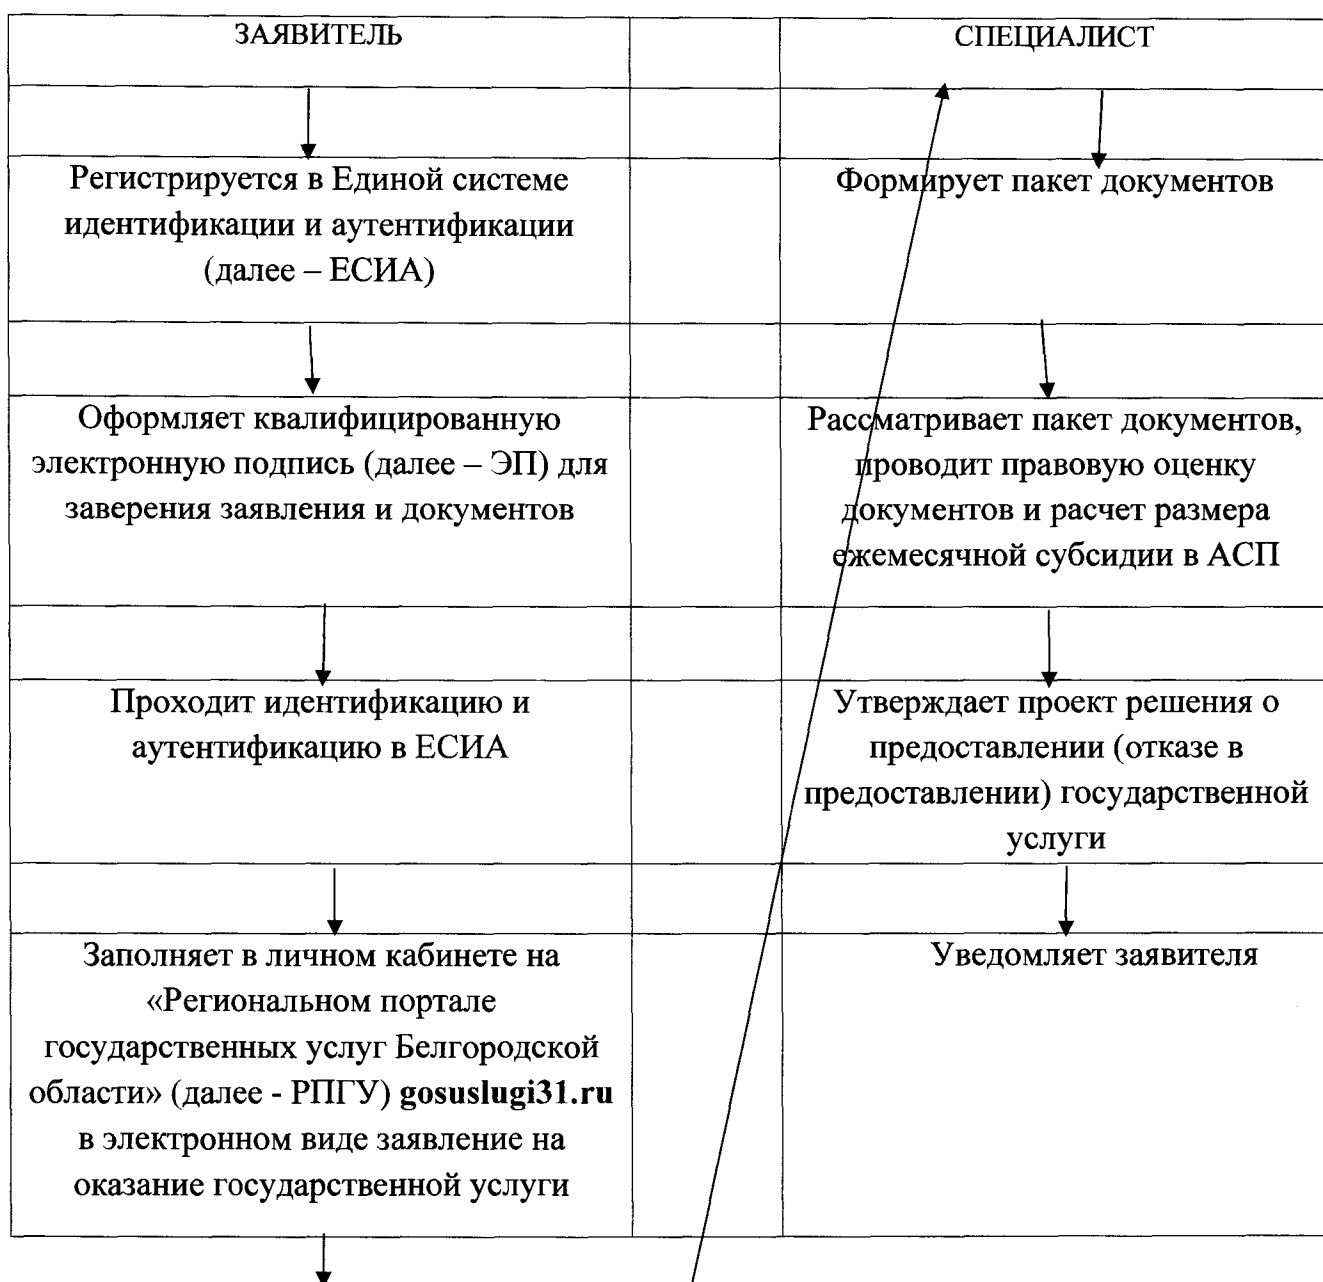 ЗАЯВИТЕЛЬ
СПЕЦИАЛИСТ
Регистрируется в Единой системе
идентификации и аутентификации
(далее – ЕСИА)
Формирует пакет документов
Оформляет квалифицированную
электронную подпись (далее – ЭП) для
заверения заявления и документов
Рассматривает пакет документов,
проводит правовую оценку
документов и расчет размера
ежемесячной субсидии в АСП
Проходит идентификацию и
аутентификацию в ЕСИА
Утверждает проект решения о
предоставлении (отказе в
предоставлении) государственной
услуги
Заполняет в личном кабинете на
«Региональном портале
государственных услуг Белгородской
области» (далее - РПГУ) gosuslugi31.ru
в электронном виде заявление на
оказание государственной услуги
Уведомляет заявителя